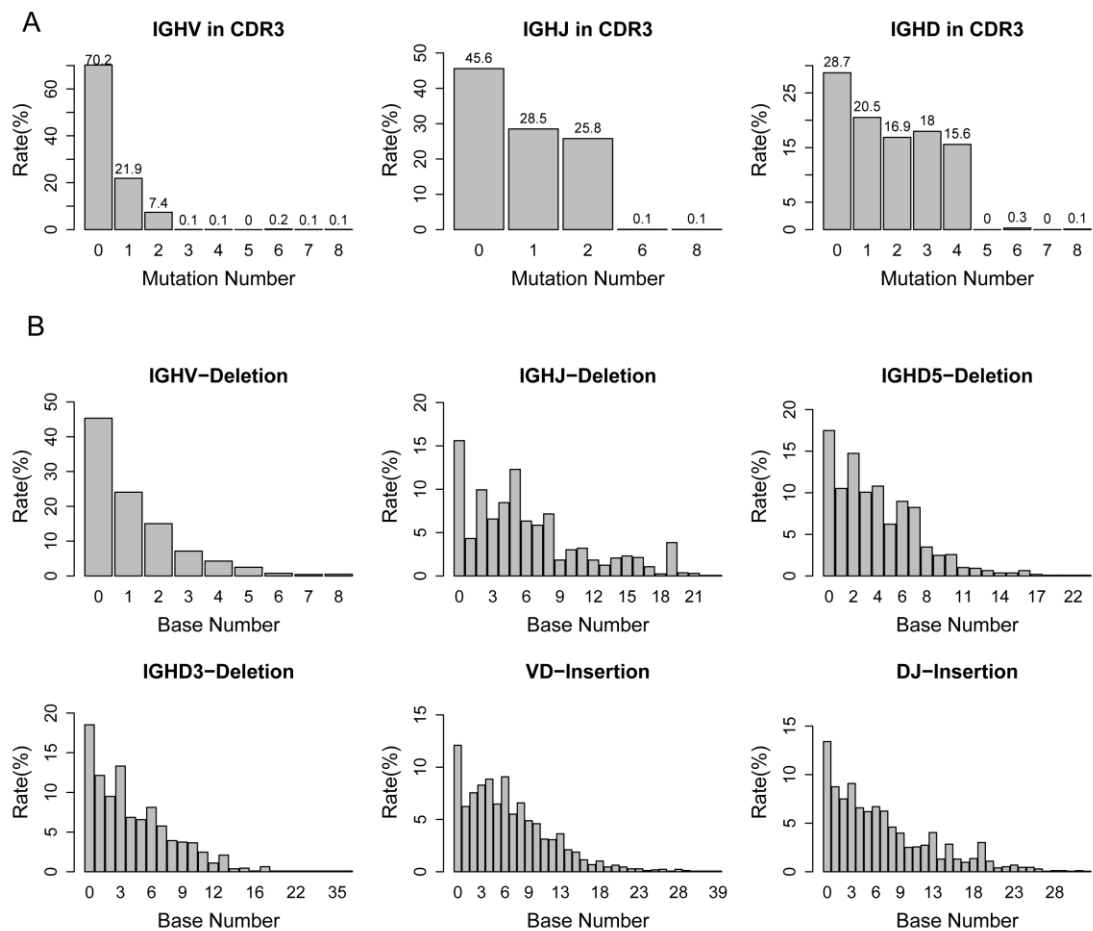 A
IGHV in CDR3
IGHJ in CDR3
IGHD in CDR3
Rate(%)
0 20 40 60
70.2 21.9 7.4 0.1 0.1 0 0.2 0.1 0.1
0 1 2 3 4 5 6 7 8
Mutation Number
Rate(%)
0 10 20 30 40 50
45.6 28.5 25.8 0.1 0.1
0 1 2 6 8
Mutation Number
Rate(%)
0 5 15 25
28.7 20.5 16.9 18 15.6 0 0.3 0 0.1
0 1 2 3 4 5 6 7 8
Mutation Number
B
IGHV−Deletion
IGHJ−Deletion
IGHD5−Deletion
Rate(%)
0 10 20 30 40 50
0 1 2 3 4 5 6 7 8
Base Number
Rate(%)
0 5 10 15 20
0 3 6 9 12 15 18 21
Base Number
Rate(%)
0 5 10 15 20
0 2 4 6 8 11 14 17 22
Base Number
IGHD3−Deletion
VD−Insertion
DJ−Insertion
Rate(%)
0 5 10 15 20
0 3 6 9 12 16 22 35
Base Number
Rate(%)
0 5 10 15
0 3 6 9 13 18 23 28 39
Base Number
Rate(%)
0 5 10 15
0 3 6 9 13 18 23 28
Base Number